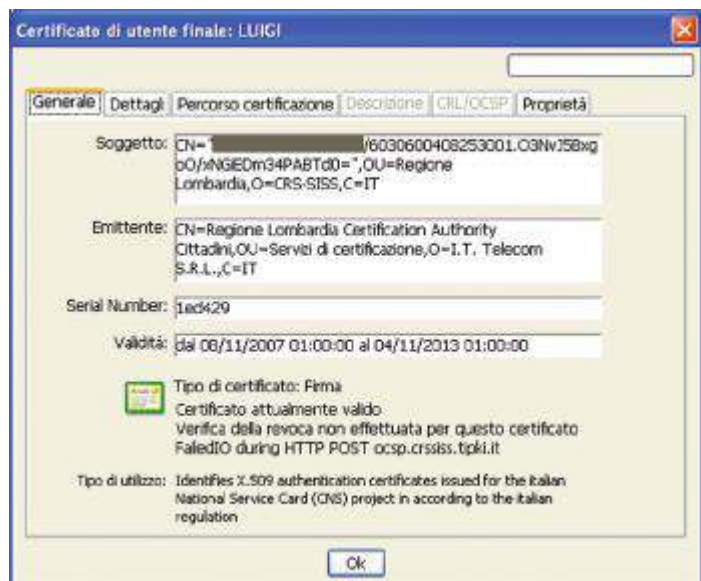 Certificato di utente finale: LUIGI
Generale Dettagli Percorso certificazione Descrizione CRL/OCSP Proprietà
Soggetto: CN="/6030600408253001.O3NvJ5Bxg
oO/xNGiEDm34PABTd0=",OU=Regione
Lombardia,O=CRS-SISS,C=IT
Emittente: CN=Regione Lombardia Certification Authority
Cittadini,OU=Servizi di certificazione,O=I.T. Telecom
S.R.L.,C=IT
Serial Number: 1ed429
Validità: dal 08/11/2007 01:00:00 al 04/11/2013 01:00:00
Tipo di certificato: Firma
Certificato attualmente valido
Verifica della revoca non effettuata per questo certificato
FailedIO during HTTP POST ocsp.crssiss.tipki.it
Tipo di utilizzo: Identifies X.509 authentication certificates issued for the italian
National Service Card (CNS) project in according to the italian
regulation
Ok